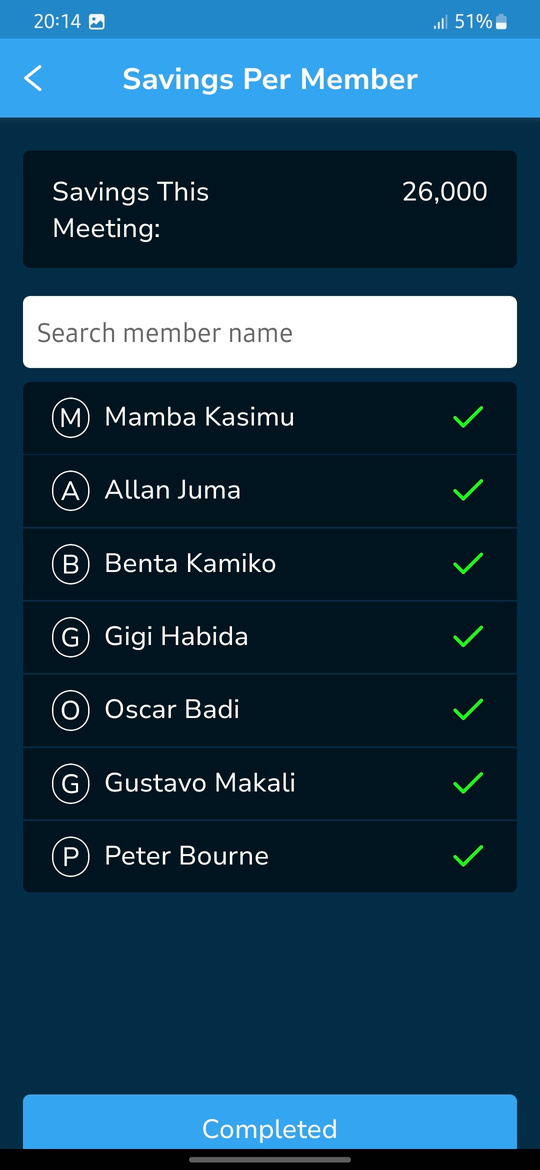 20:14 51%
Savings Per Member
Savings This 26,000
Meeting:
Search member name
M Mamba Kasimu
A Allan Juma
B Benta Kamiko
G Gigi Habida
O Oscar Badi
G Gustavo Makali
P Peter Bourne
Completed